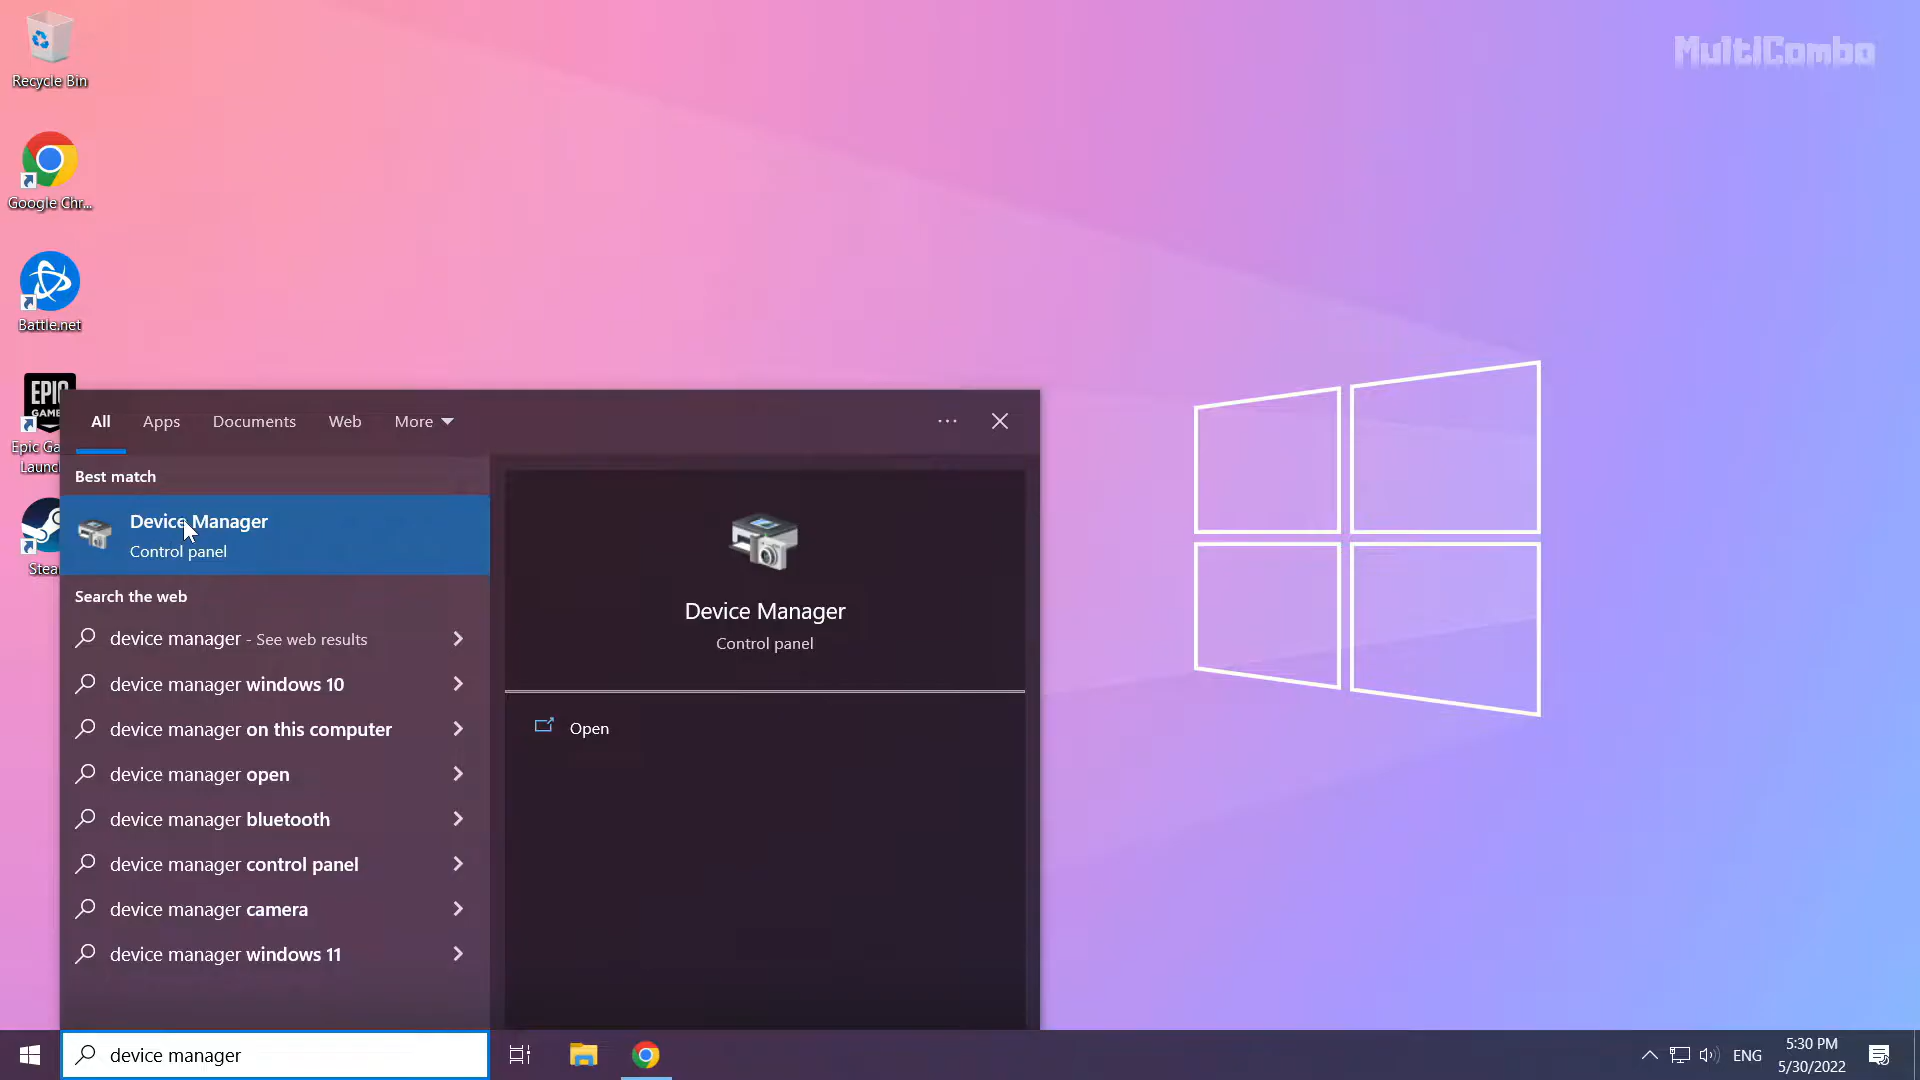 MultiCombo
Recycle Bin
Google Chr...
Battle.net
EPIC
GAM
Epic Ga
Launc
Stea
All
Apps
Documents
Web
More
Best match
Device Manager
Control panel
Search the web
device manager - See web results
device manager windows 10
device manager on this computer
device manager open
device manager bluetooth
device manager control panel
device manager camera
device manager windows 11
Device Manager
Control panel
Open
device manager
ENG
5:30 PM
5/30/2022